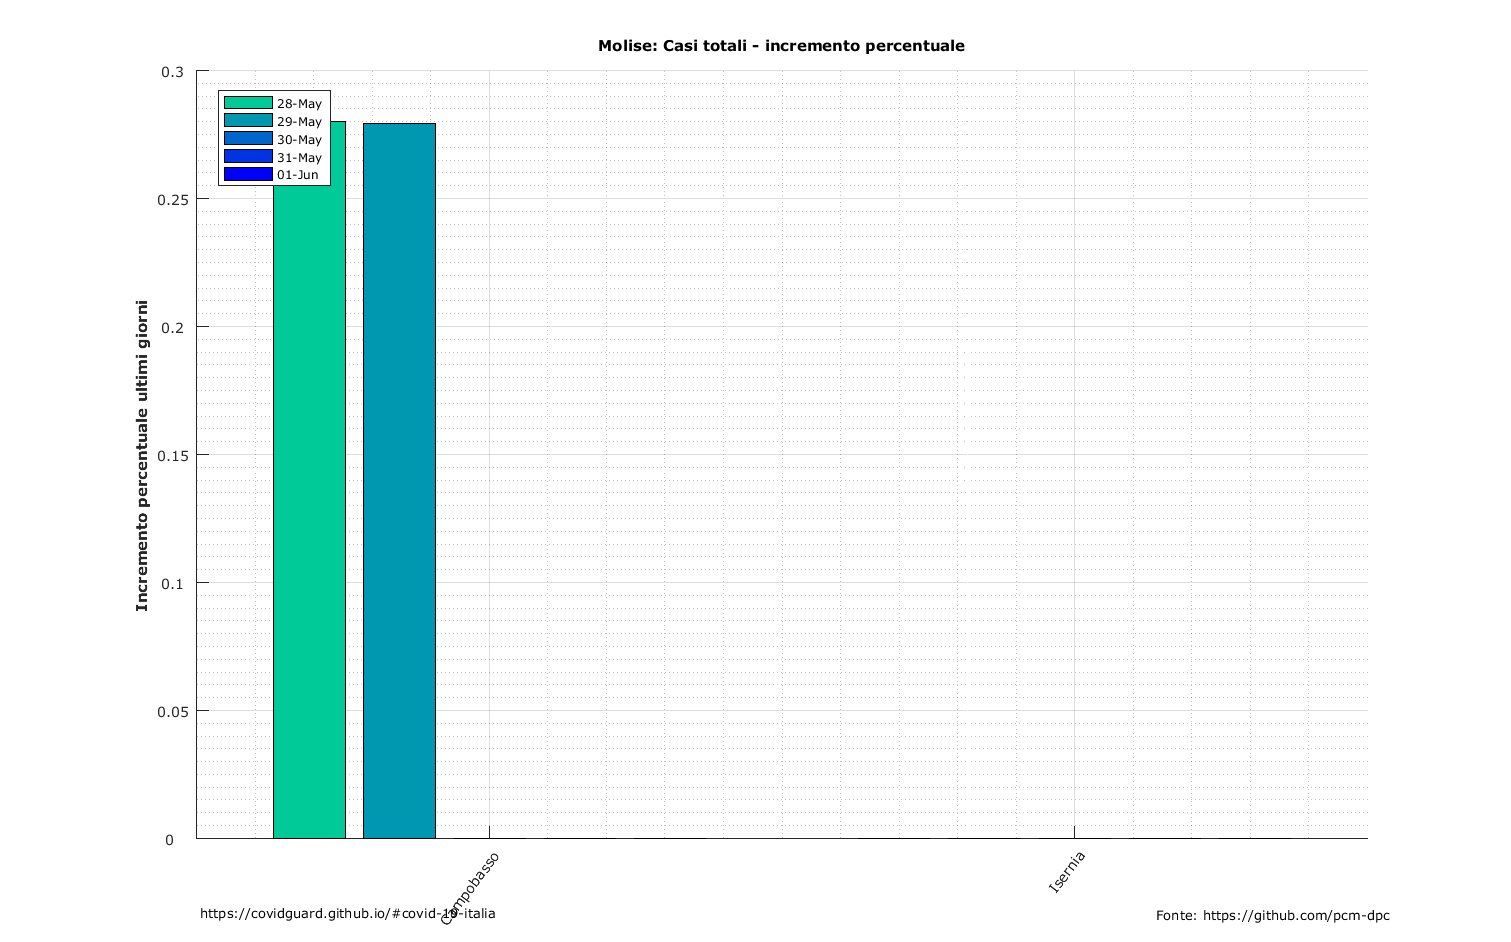 Molise: Casi totali - incremento percentuale
0.3
0.25
0.2
0.15
0.1
0.05
0
Incremento percentuale ultimi giorni
28-May
29-May
30-May
31-May
01-Jun
Campobasso
Isernia
https://covidguard.github.io/#covid-19-italia
Fonte: https://github.com/pcm-dpc